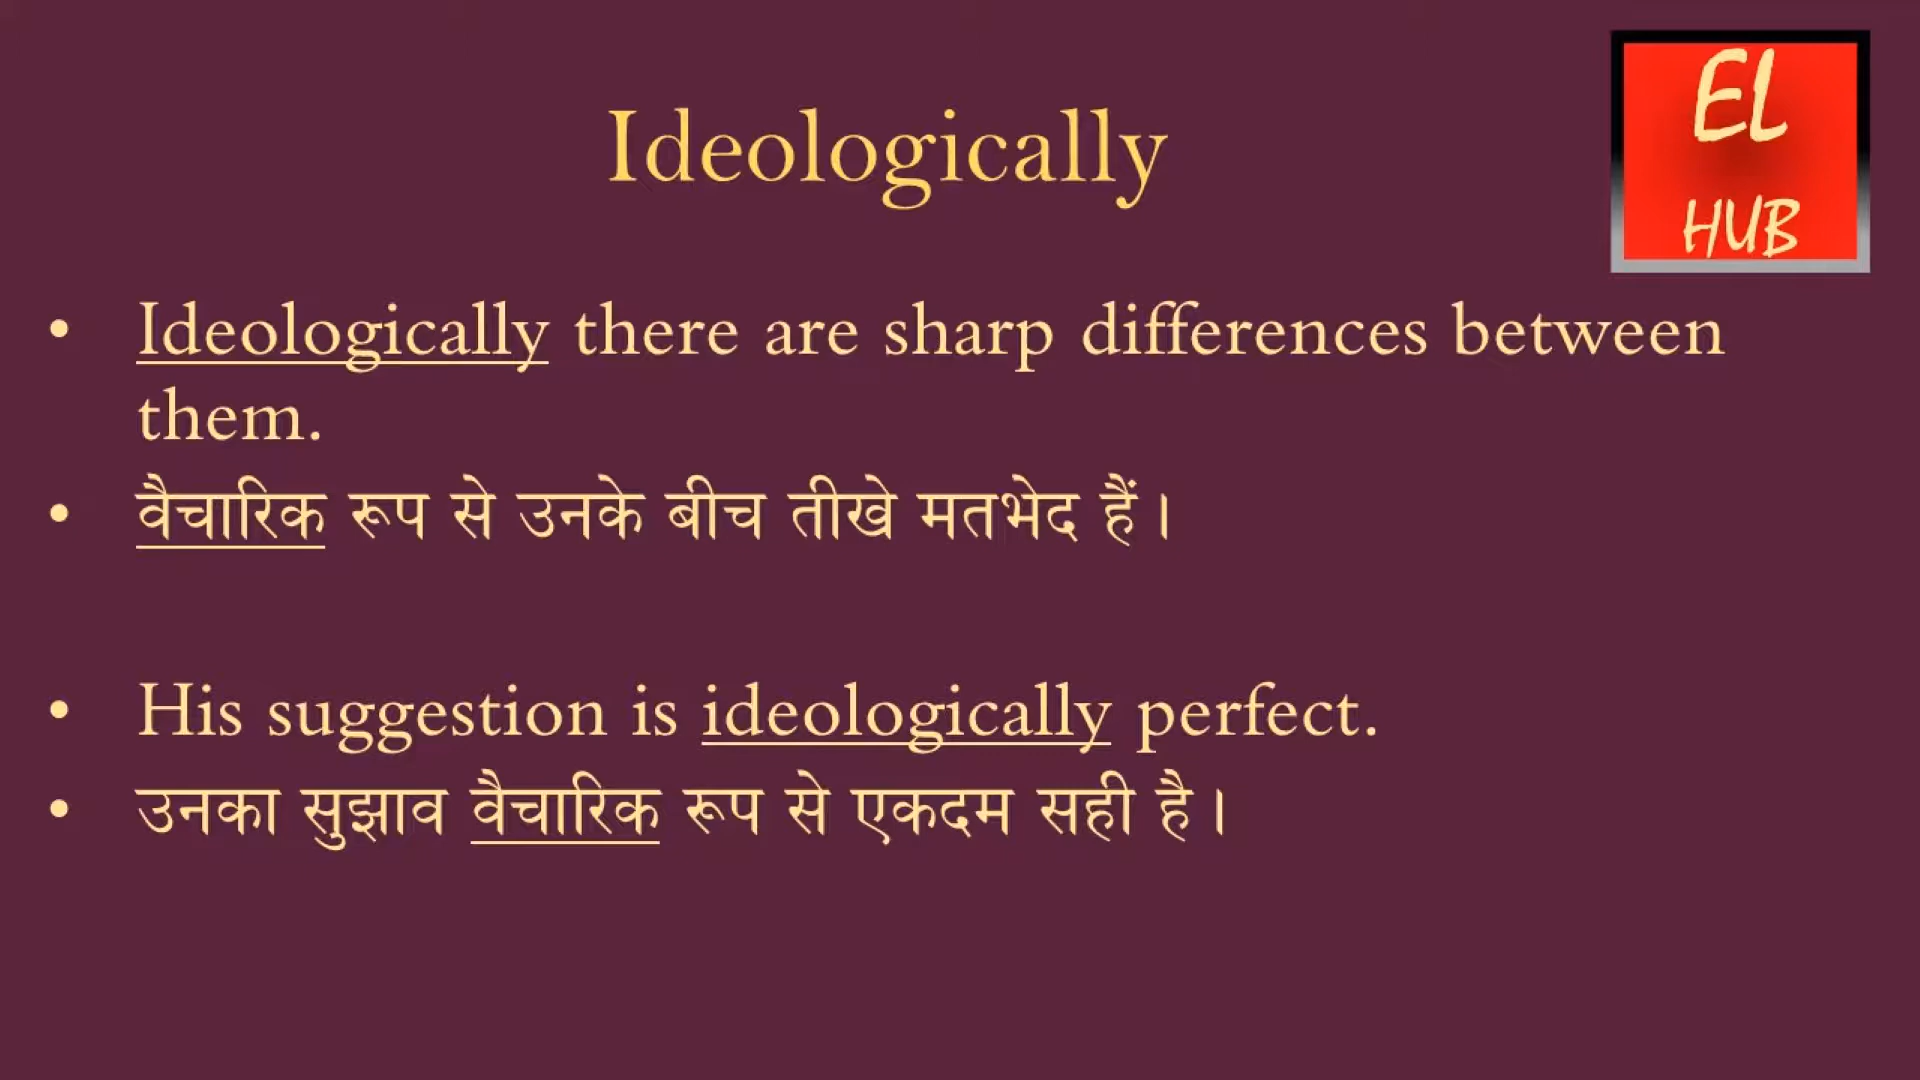 EL
HUB
Ideologically
• Ideologically there are sharp differences between
them.
• वैचारिक रूप से उनके बीच तीखे मतभेद हैं।
• His suggestion is ideologically perfect.
• उनका सुझाव वैचारिक रूप से एकदम सही है।